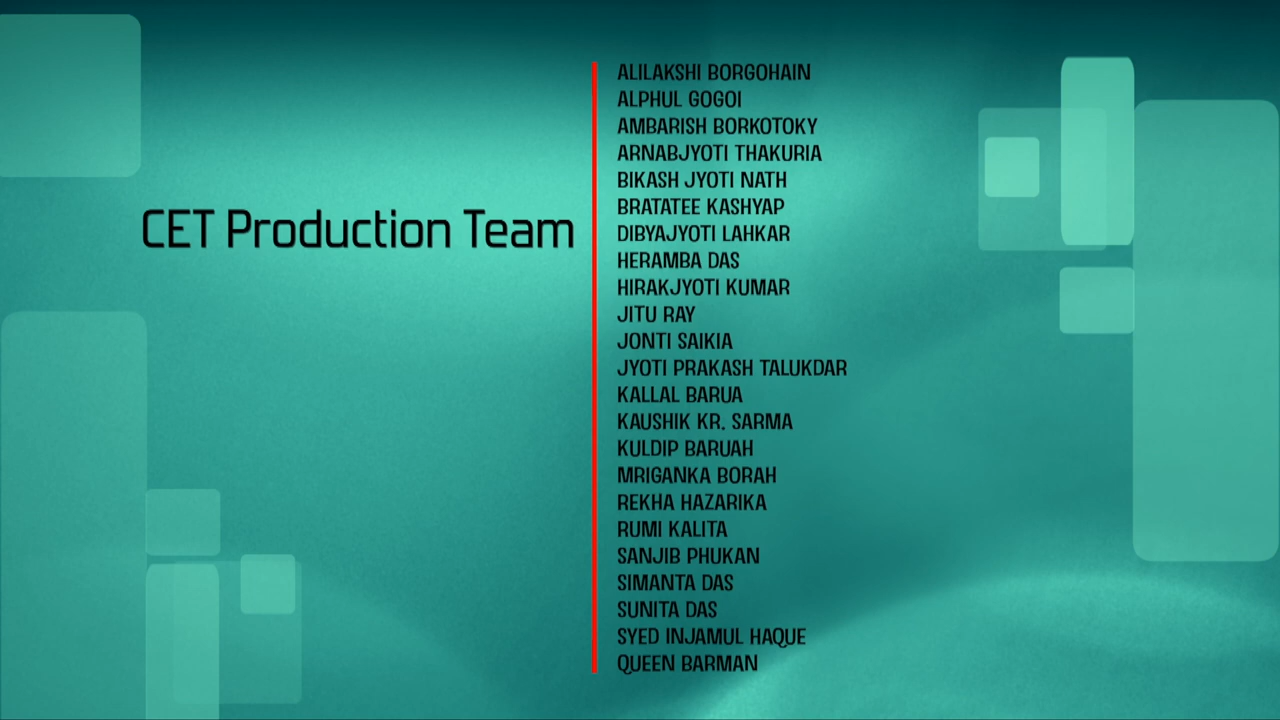 CET Production Team
ALILAKSHI BORGOHAIN
ALPHUL GOGOI
AMBARISH BORKOTOKY
ARNABJYOTI THAKURIA
BIKASH JYOTI NATH
BRATATEE KASHYAP
DIBYAJYOTI LAHKAR
HERAMBA DAS
HIRAKJYOTI KUMAR
JITU RAY
JONTI SAIKIA
JYOTI PRAKASH TALUKDAR
KALLAL BARUA
KAUSHIK KR. SARMA
KULDIP BARUAH
MRIGANKA BORAH
REKHA HAZARIKA
RUMI KALITA
SANJIB PHUKAN
SIMANTA DAS
SUNITA DAS
SYED INJAMUL HAQUE
QUEEN BARMAN